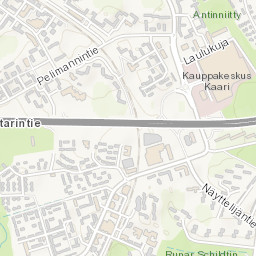 Antinniitty
Laulukuja
Pelimannintie
Kauppakeskus
Kaari
tarintie
Näyttelijäntie
Runar Schildtin